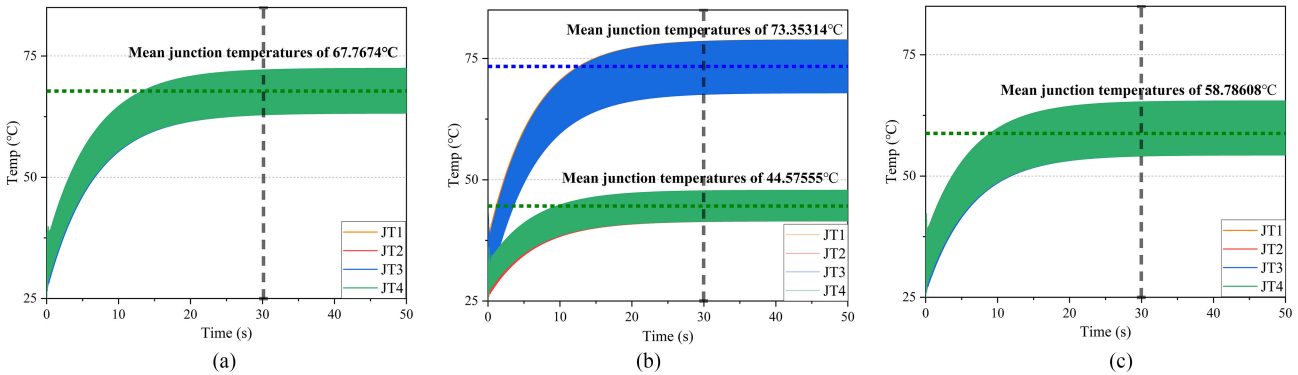 Mean junction temperatures of 67.7674℃
Temp (℃)
75
50
25
0
10
20
30
40
50
Time (s)
JT1
JT2
JT3
JT4
(a)
Mean junction temperatures of 73.35314℃
Mean junction temperatures of 44.57555℃
Temp (℃)
75
50
25
0
10
20
30
40
50
Time (s)
JT1
JT2
JT3
JT4
(b)
Mean junction temperatures of 58.78608℃
Temp (℃)
75
50
25
0
10
20
30
40
50
Time (s)
JT1
JT2
JT3
JT4
(c)